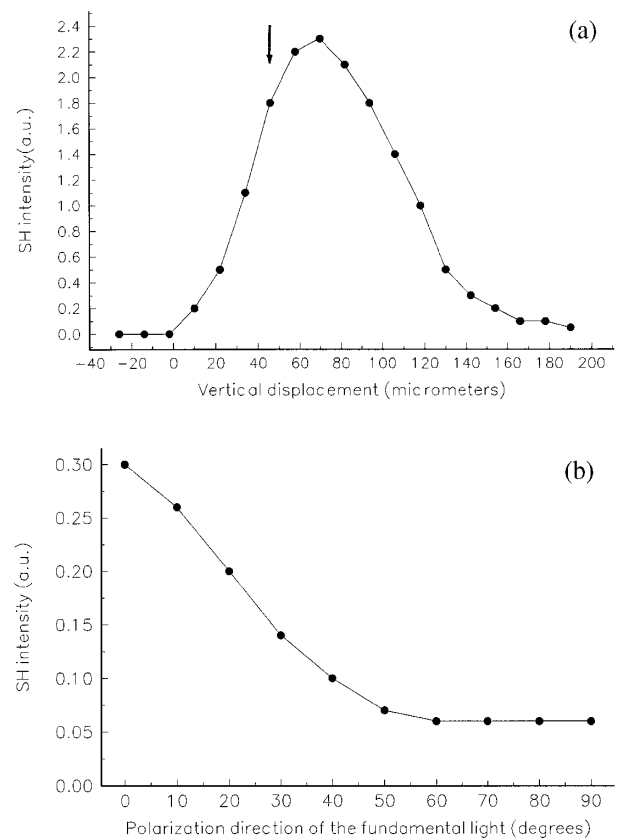 (a)
2.4
2.2
2.0
1.8
1.6
1.4
1.2
1.0
0.8
0.6
0.4
0.2
0.0
SH intensity(a.u.)
−40 −20 0 20 40 60 80 100 120 140 160 180 200
Vertical displacement (micrometers)
(b)
0.30
0.25
0.20
0.15
0.10
0.05
0.00
SH intensity (a.u.)
0 10 20 30 40 50 60 70 80 90
Polarization direction of the fundamental light (degrees)